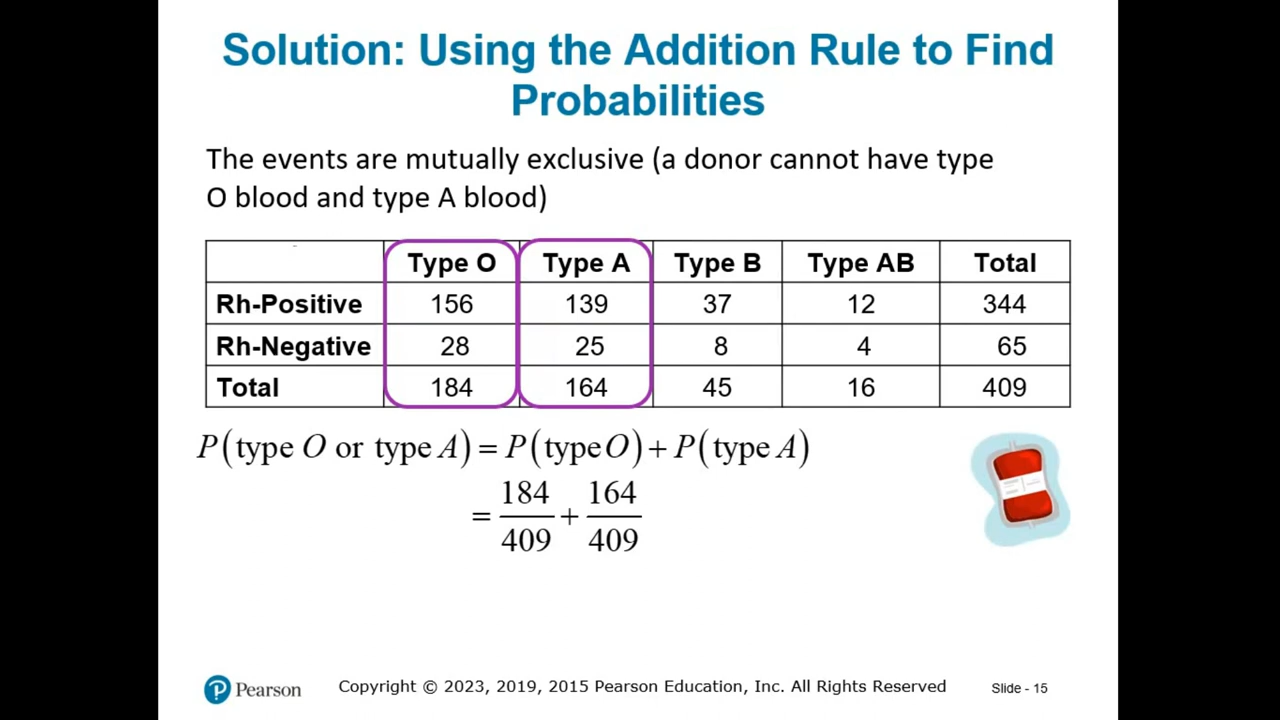 Solution: Using the Addition Rule to Find
Probabilities
The events are mutually exclusive (a donor cannot have type
O blood and type A blood)
Type O Type A Type B Type AB Total
Rh-Positive 156 139 37 12 344
Rh-Negative 28 25 8 4 65
Total 184 164 45 16 409
P(type O or type A) = P(type O) + P(type A)
= 184/409 + 164/409
Pearson Copyright © 2023, 2019, 2015 Pearson Education, Inc. All Rights Reserved Slide - 15